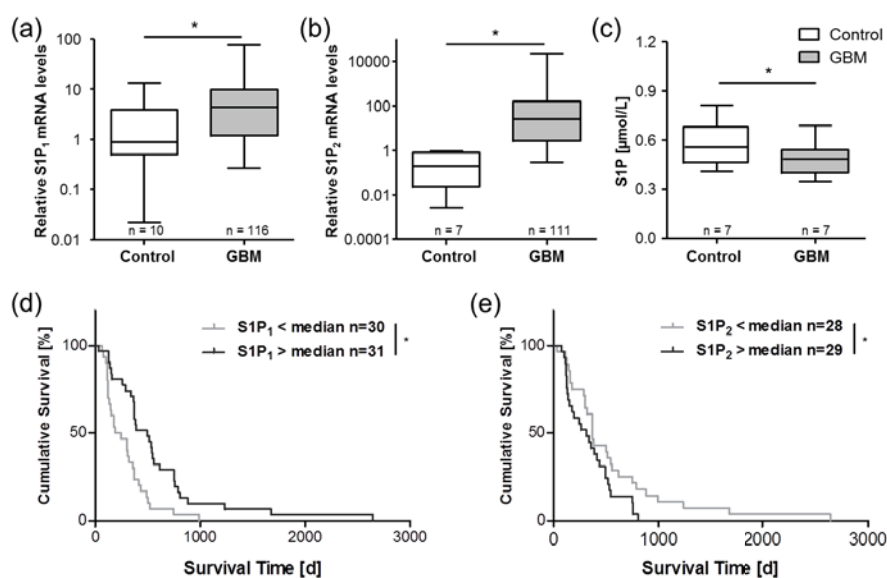 (a)
Relative S1P₁ mRNA levels
100
10
1
0.1
0.01
*
n = 10
n = 116
Control
GBM
(b)
Relative S1P₂ mRNA levels
10000
100
1
0.01
0.0001
*
n = 7
n = 111
Control
GBM
(c)
S1P [µmol/L]
1.2
0.9
0.6
0.3
0.0
*
n = 7
n = 7
Control
GBM
Control
GBM
(d)
Cumulative Survival [%]
100
50
0
S1P₁ < median n=30
S1P₁ > median n=31
*
0
1000
2000
3000
Survival Time [d]
(e)
Cumulative Survival [%]
100
50
0
S1P₂ < median n=28
S1P₂ > median n=29
*
0
1000
2000
3000
Survival Time [d]